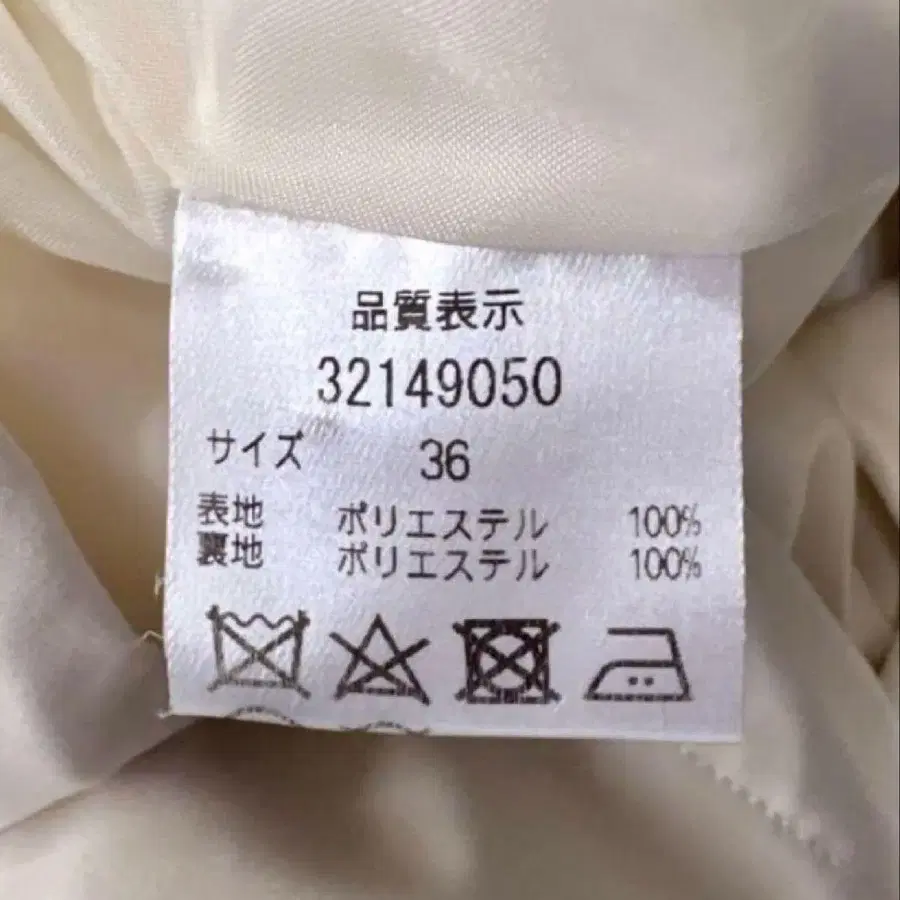 品質表示
32149050
サイズ 36
表地 ポリエステル 100%
裏地 ポリエステル 100%